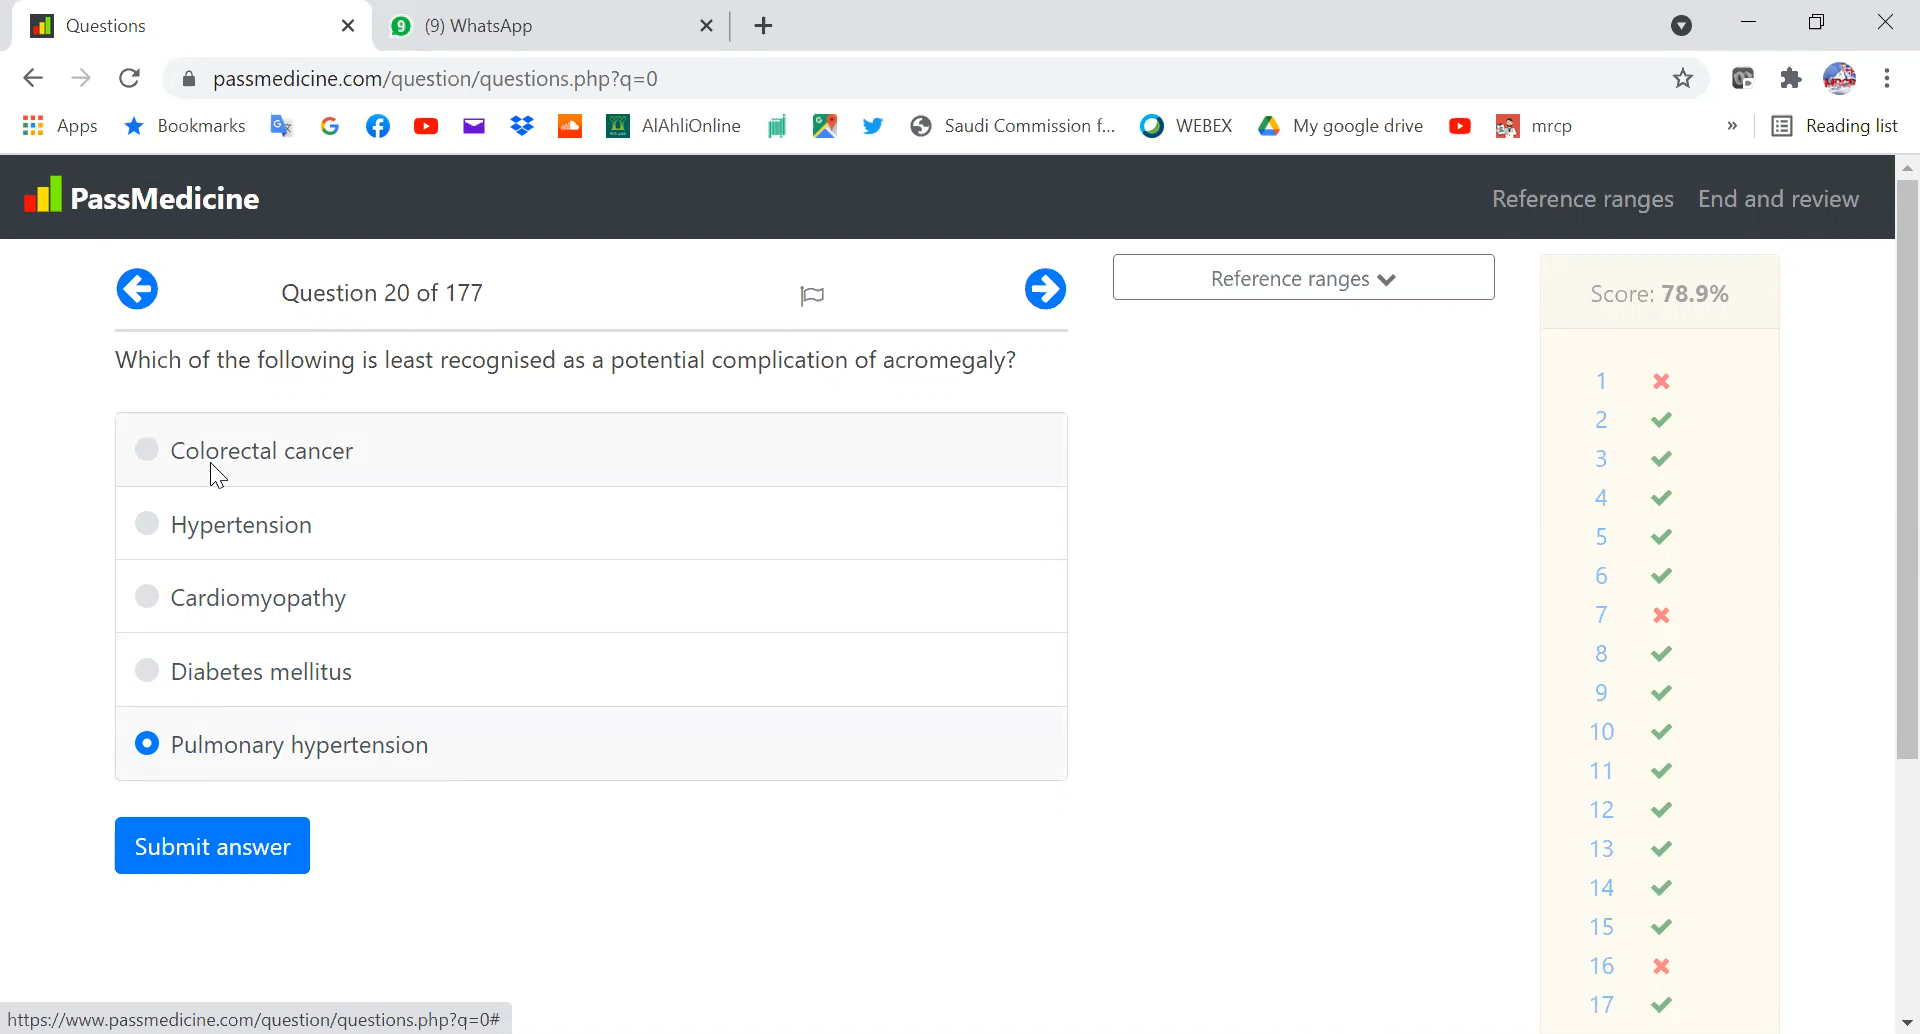 Questions
(9) WhatsApp
passmedicine.com/question/questions.php?q=0
Apps Bookmarks AlAhliOnline Saudi Commission f... WEBEX My google drive mrcp » Reading list
PassMedicine Reference ranges End and review
Question 20 of 177
Reference ranges
Score: 78.9%
Which of the following is least recognised as a potential complication of acromegaly?
Colorectal cancer
Hypertension
Cardiomyopathy
Diabetes mellitus
Pulmonary hypertension
Submit answer
1
2
3
4
5
6
7
8
9
10
11
12
13
14
15
16
17
https://www.passmedicine.com/question/questions.php?q=0#